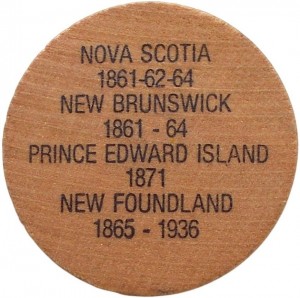 NOVA SCOTIA
1861-62-64
NEW BRUNSWICK
1861 - 64
PRINCE EDWARD ISLAND
1871
NEW FOUNDLAND
1865 - 1936